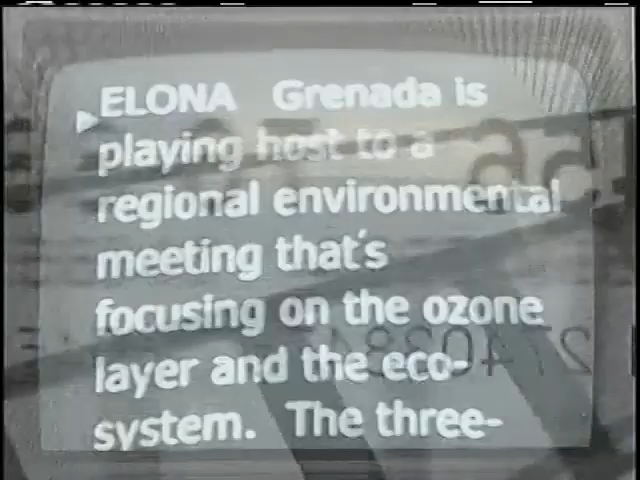 ELONA Grenada is
playing host to a
regional environmental
meeting that's
focusing on the ozone
layer and the eco-
system. The three-